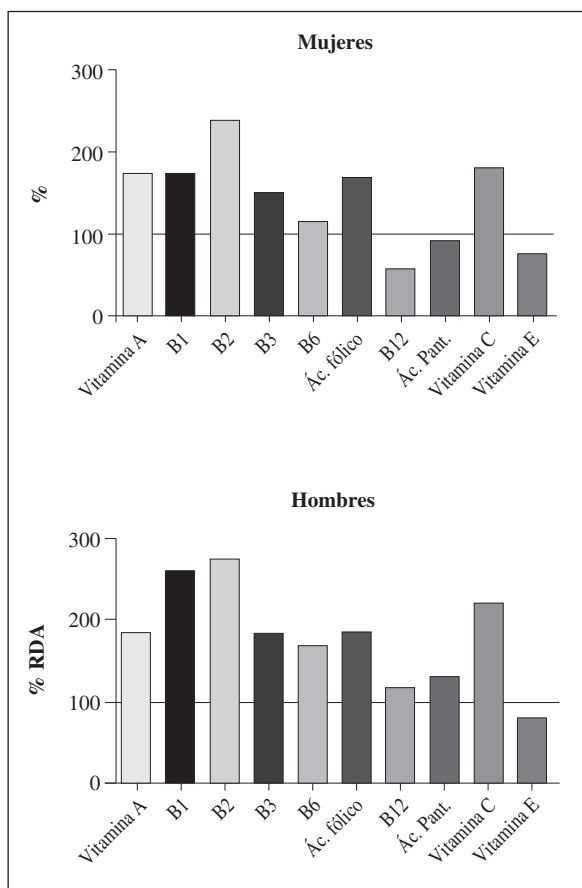 Mujeres
300
200
%
100
0
Vitamina A
B1
B2
B3
B6
Ác. fólico
B12
Ác. Pant.
Vitamina C
Vitamina E
Hombres
300
200
% RDA
100
0
Vitamina A
B1
B2
B3
B6
Ác. fólico
B12
Ác. Pant.
Vitamina C
Vitamina E